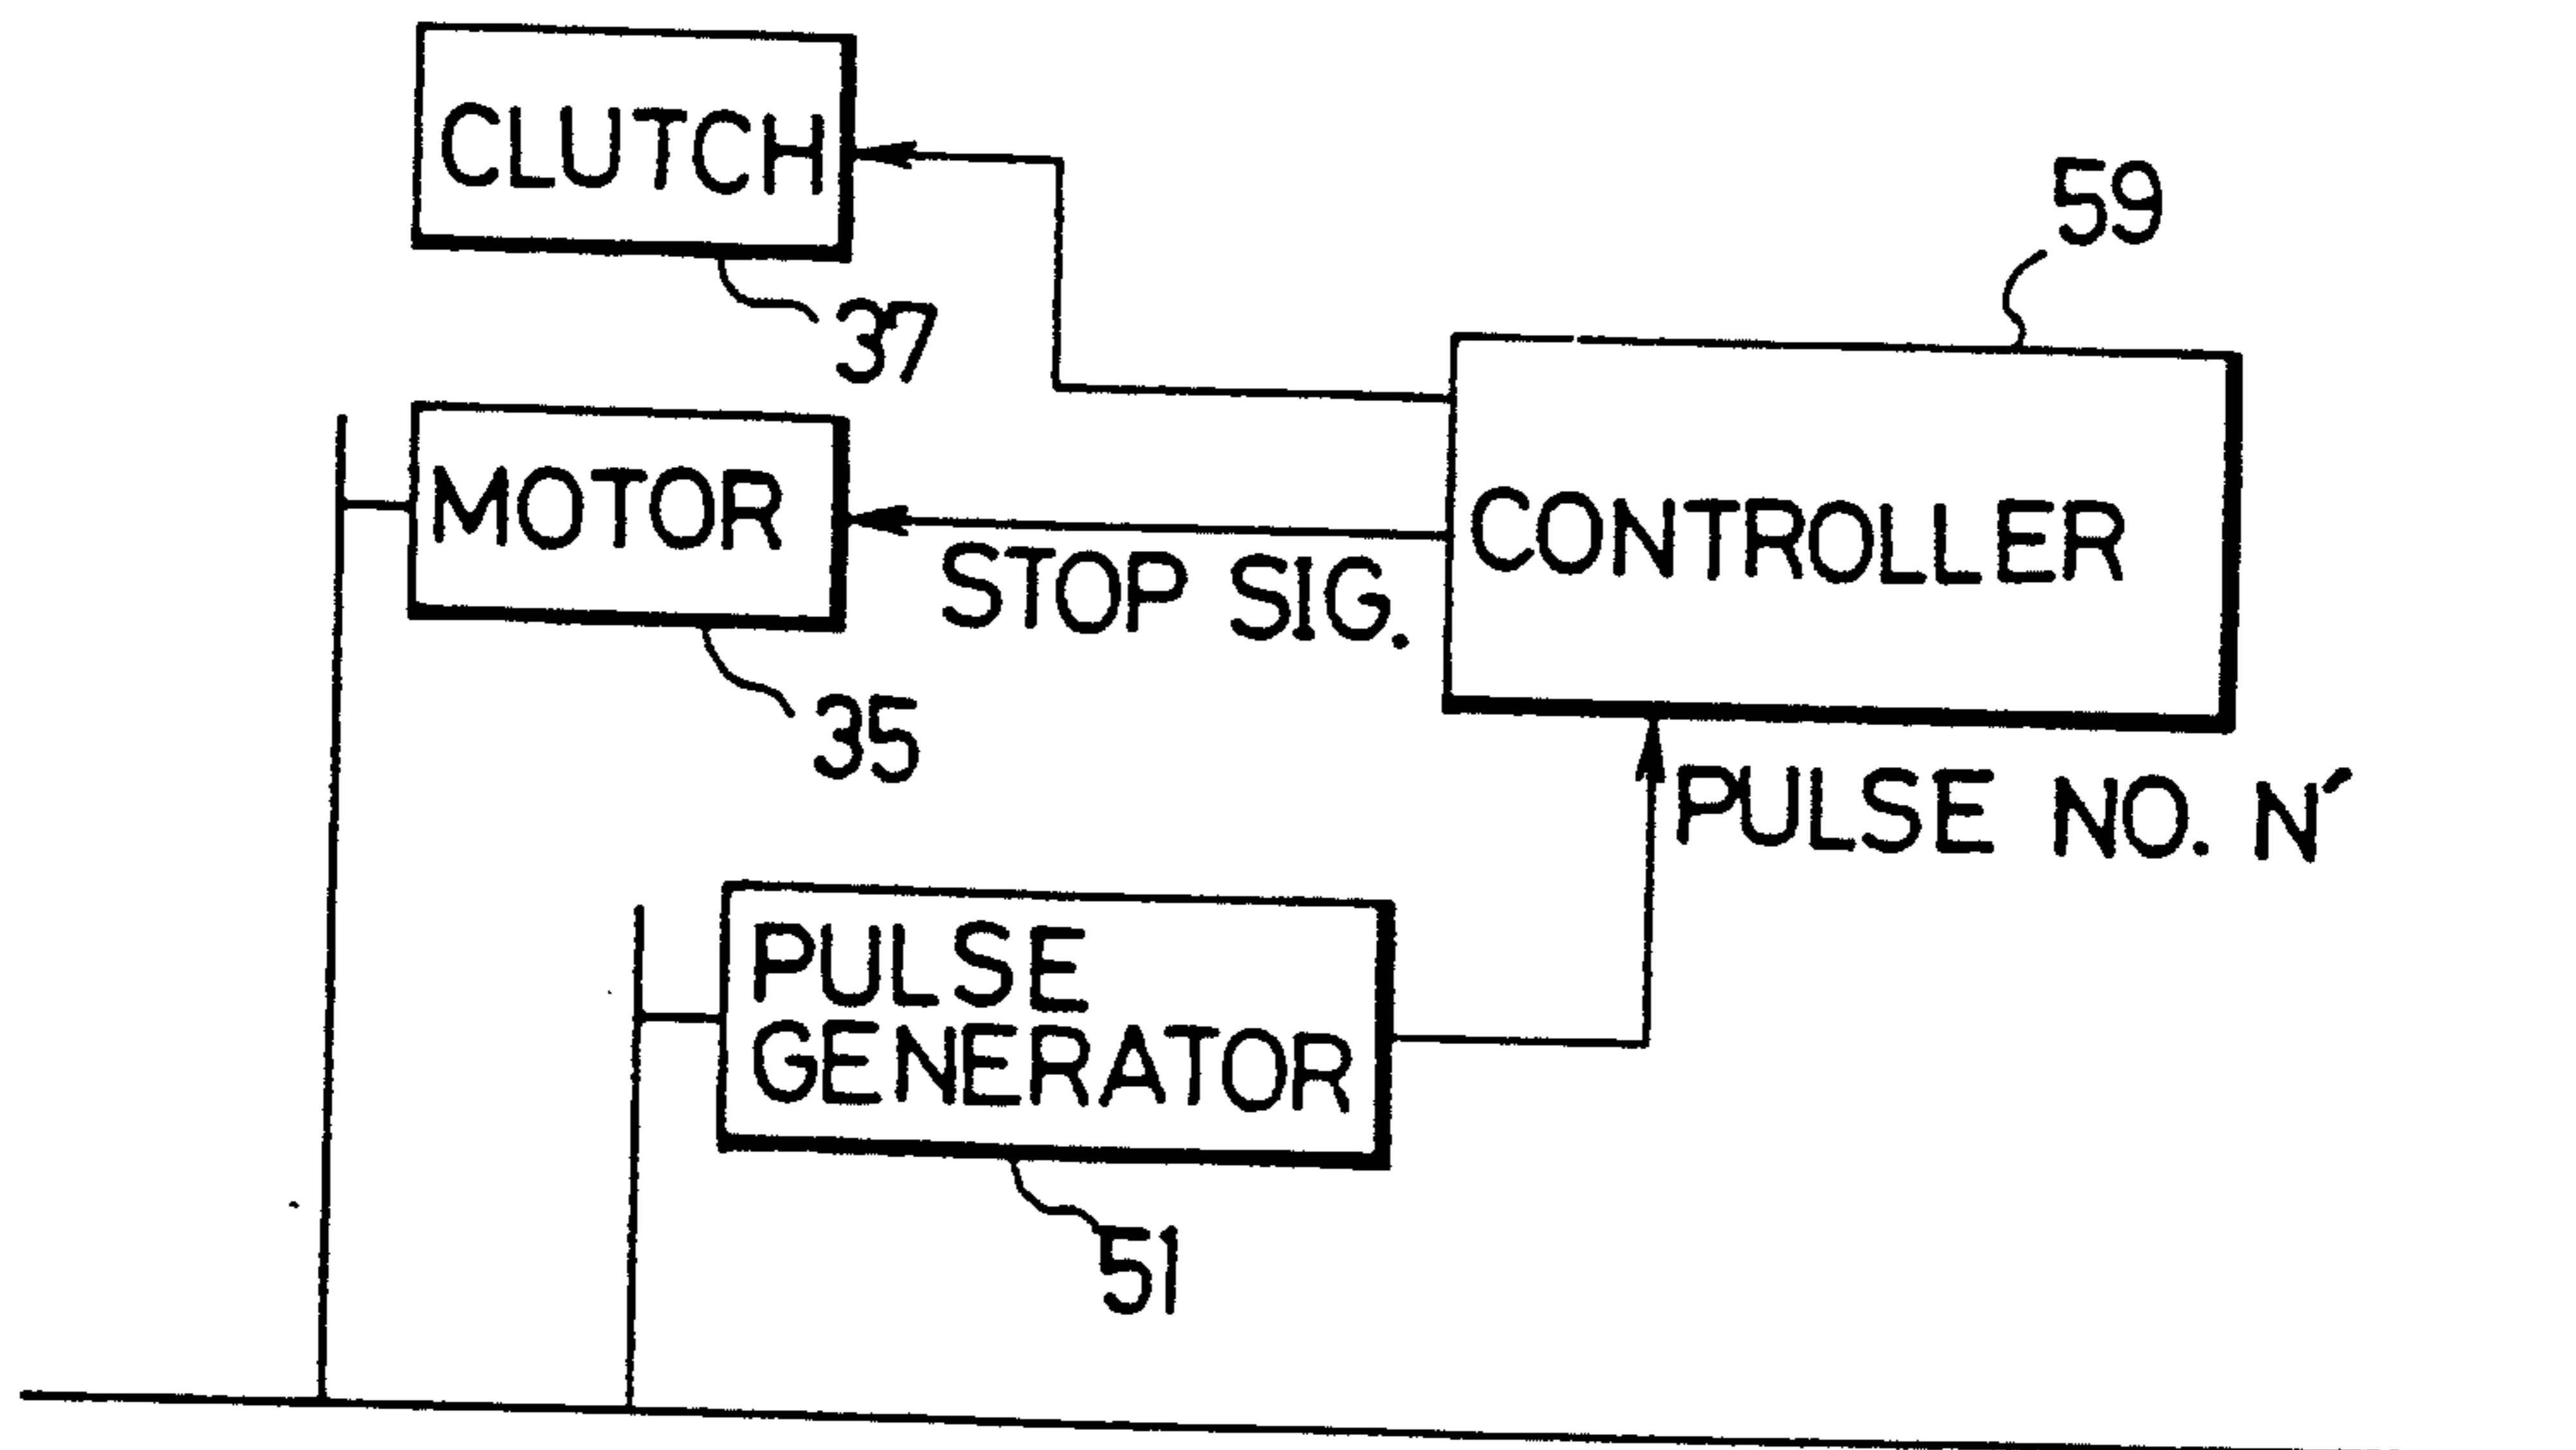 CLUTCH
37
59
MOTOR
STOP SIG.
CONTROLLER
35
PULSE NO. N′
PULSE
GENERATOR
51